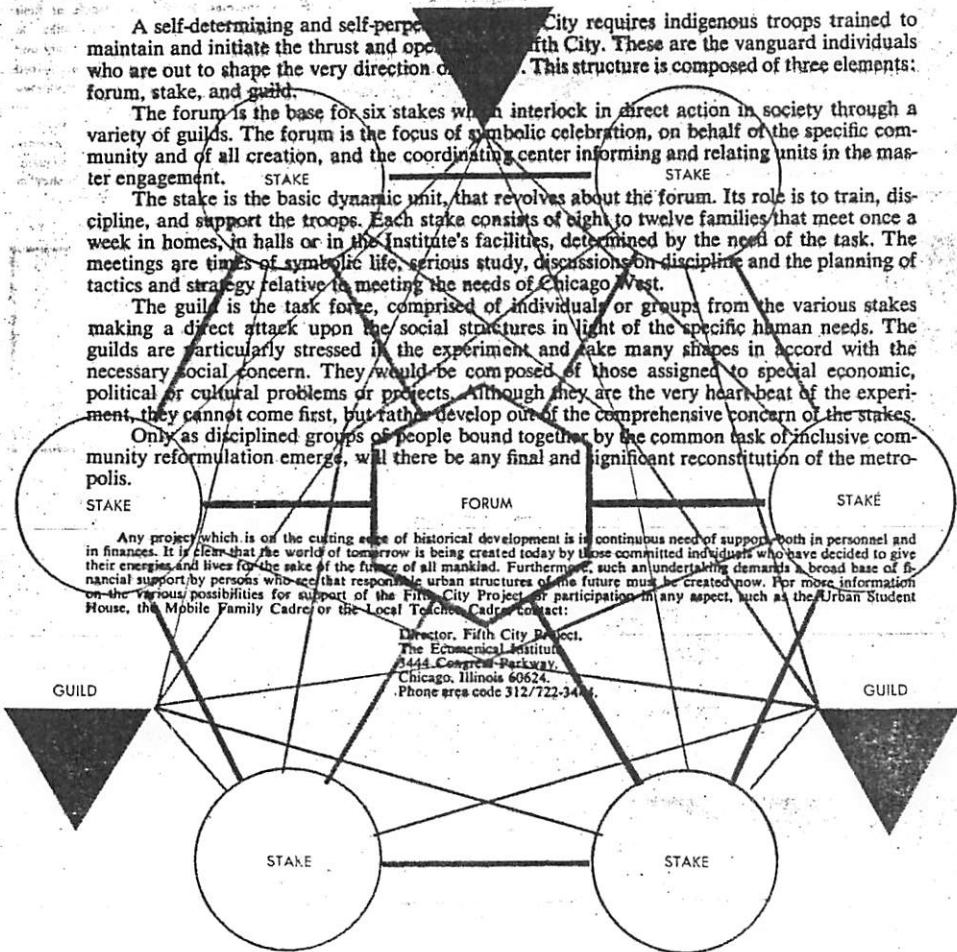 A self-determining and self-perpe City requires indigenous troops trained to
maintain and initiate the thrust and ope fth City. These are the vanguard individuals
who are out to shape the very direction o . This structure is composed of three elements:
forum, stake, and guild.
The forum is the base for six stakes which interlock in direct action in society through a
variety of guilds. The forum is the focus of symbolic celebration, on behalf of the specific com-
munity and of all creation, and the coordinating center informing and relating units in the mas-
ter engagement.
STAKE STAKE
The stake is the basic dynamic unit, that revolves about the forum. Its role is to train, dis-
cipline, and support the troops. Each stake consists of eight to twelve families that meet once a
week in homes, in halls or in the Institute's facilities, determined by the need of the task. The
meetings are times of symbolic life, serious study, discussions on discipline and the planning of
tactics and strategy relative to meeting the needs of Chicago West.
The guild is the task force, comprised of individuals or groups from the various stakes
making a direct attack upon the social structures in light of the specific human needs. The
guilds are particularly stressed in the experiment and take many shapes in accord with the
necessary social concern. They would be composed of those assigned to special economic,
political or cultural problems or projects. Although they are the very heart-beat of the experi-
ment, they cannot come first, but rather develop out of the comprehensive concern of the stakes.
Only as disciplined groups of people bound together by the common task of inclusive com-
munity reformulation emerge, will there be any final and significant reconstitution of the metro-
polis.
STAKE FORUM STAKE
Any project which is on the cutting edge of historical development is in continuous need of support, both in personnel and
in finances. It is clear that the world of tomorrow is being created today by those committed individuals who have decided to give
their energies and lives for the sake of the future of all mankind. Furthermore, such an undertaking demands a broad base of fi-
nancial support by persons who see that responsible urban structures of the future must be created now. For more information
on the various possibilities for support of the Fifth City Project or participation in any aspect, such as the Urban Student
House, the Mobile Family Cadre or the Local Teacher Cadre, contact:
Director, Fifth City Project,
The Ecumenical Institute
3444 Congress Parkway,
Chicago, Illinois 60624.
Phone area code 312/722-344
GUILD GUILD
STAKE STAKE